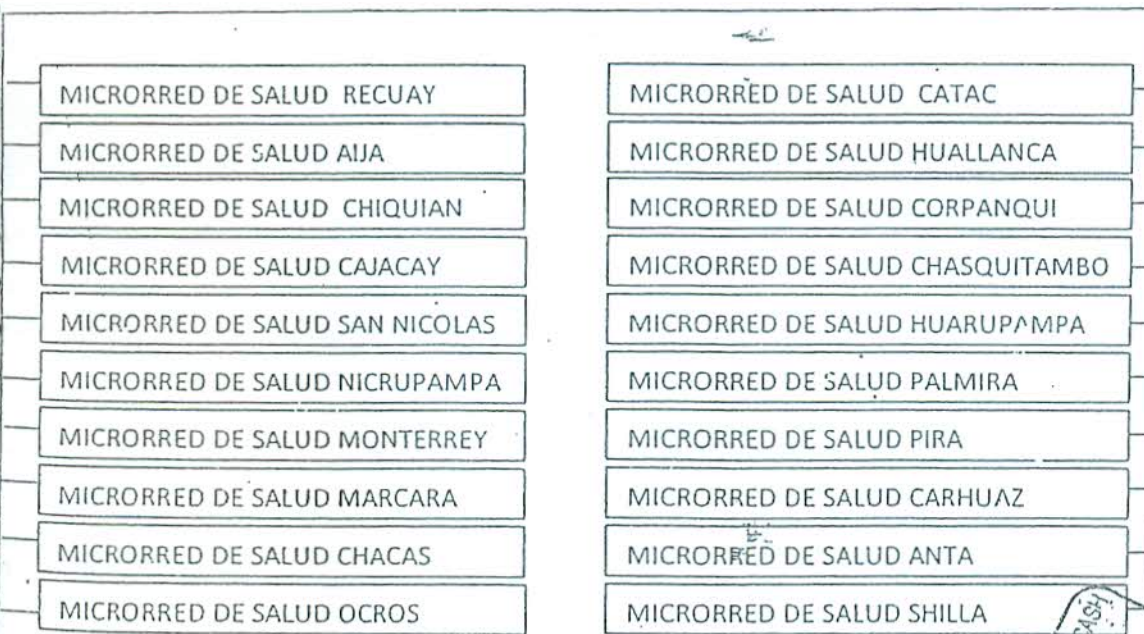 MICRORRED DE SALUD RECUAY
MICRORRED DE SALUD AIJA
MICRORRED DE SALUD CHIQUIAN
MICRORRED DE SALUD CAJACAY
MICRORRED DE SALUD SAN NICOLAS
MICRORRED DE SALUD NICRUPAMPA
MICRORRED DE SALUD MONTERREY
MICRORRED DE SALUD MARCARA
MICRORRED DE SALUD CHACAS
MICRORRED DE SALUD OCROS
MICRORRED DE SALUD CATAC
MICRORRED DE SALUD HUALLANCA
MICRORRED DE SALUD CORPANQUI
MICRORRED DE SALUD CHASQUITAMBO
MICRORRED DE SALUD HUARUPAMPA
MICRORRED DE SALUD PALMIRA
MICRORRED DE SALUD PIRA
MICRORRED DE SALUD CARHUAZ
MICRORRED DE SALUD ANTA
MICRORRED DE SALUD SHILLA